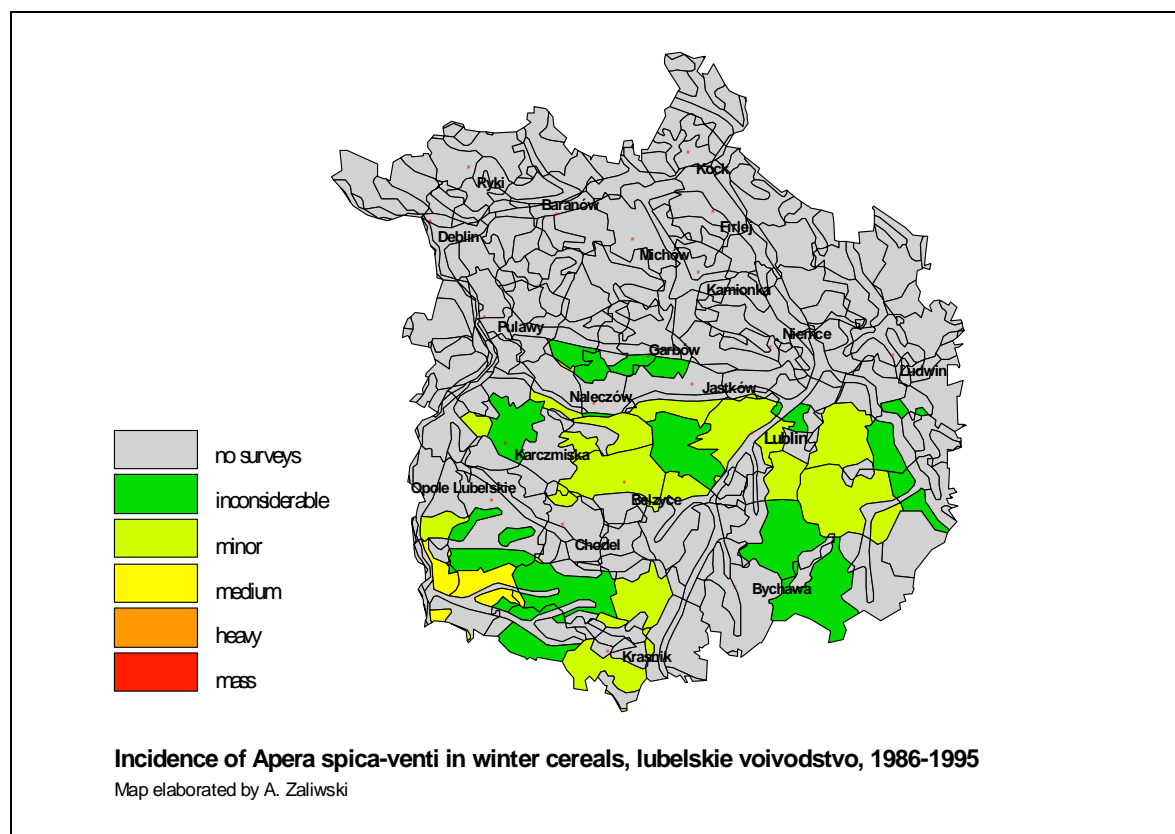 Kock
Ryki
Baranów
Firlej
Deblin
Michów
Kamionka
Pulawy
Niemce
Garbów
Ludwin
Jastków
Naleczów
Lublin
Karczmiska
Opole Lubelskie
Belzyce
Chodel
Bychawa
Krasnik
no surveys
inconsiderable
minor
medium
heavy
mass
Incidence of Apera spica-venti in winter cereals, lubelskie voivodstvo, 1986-1995
Map elaborated by A. Zaliwski